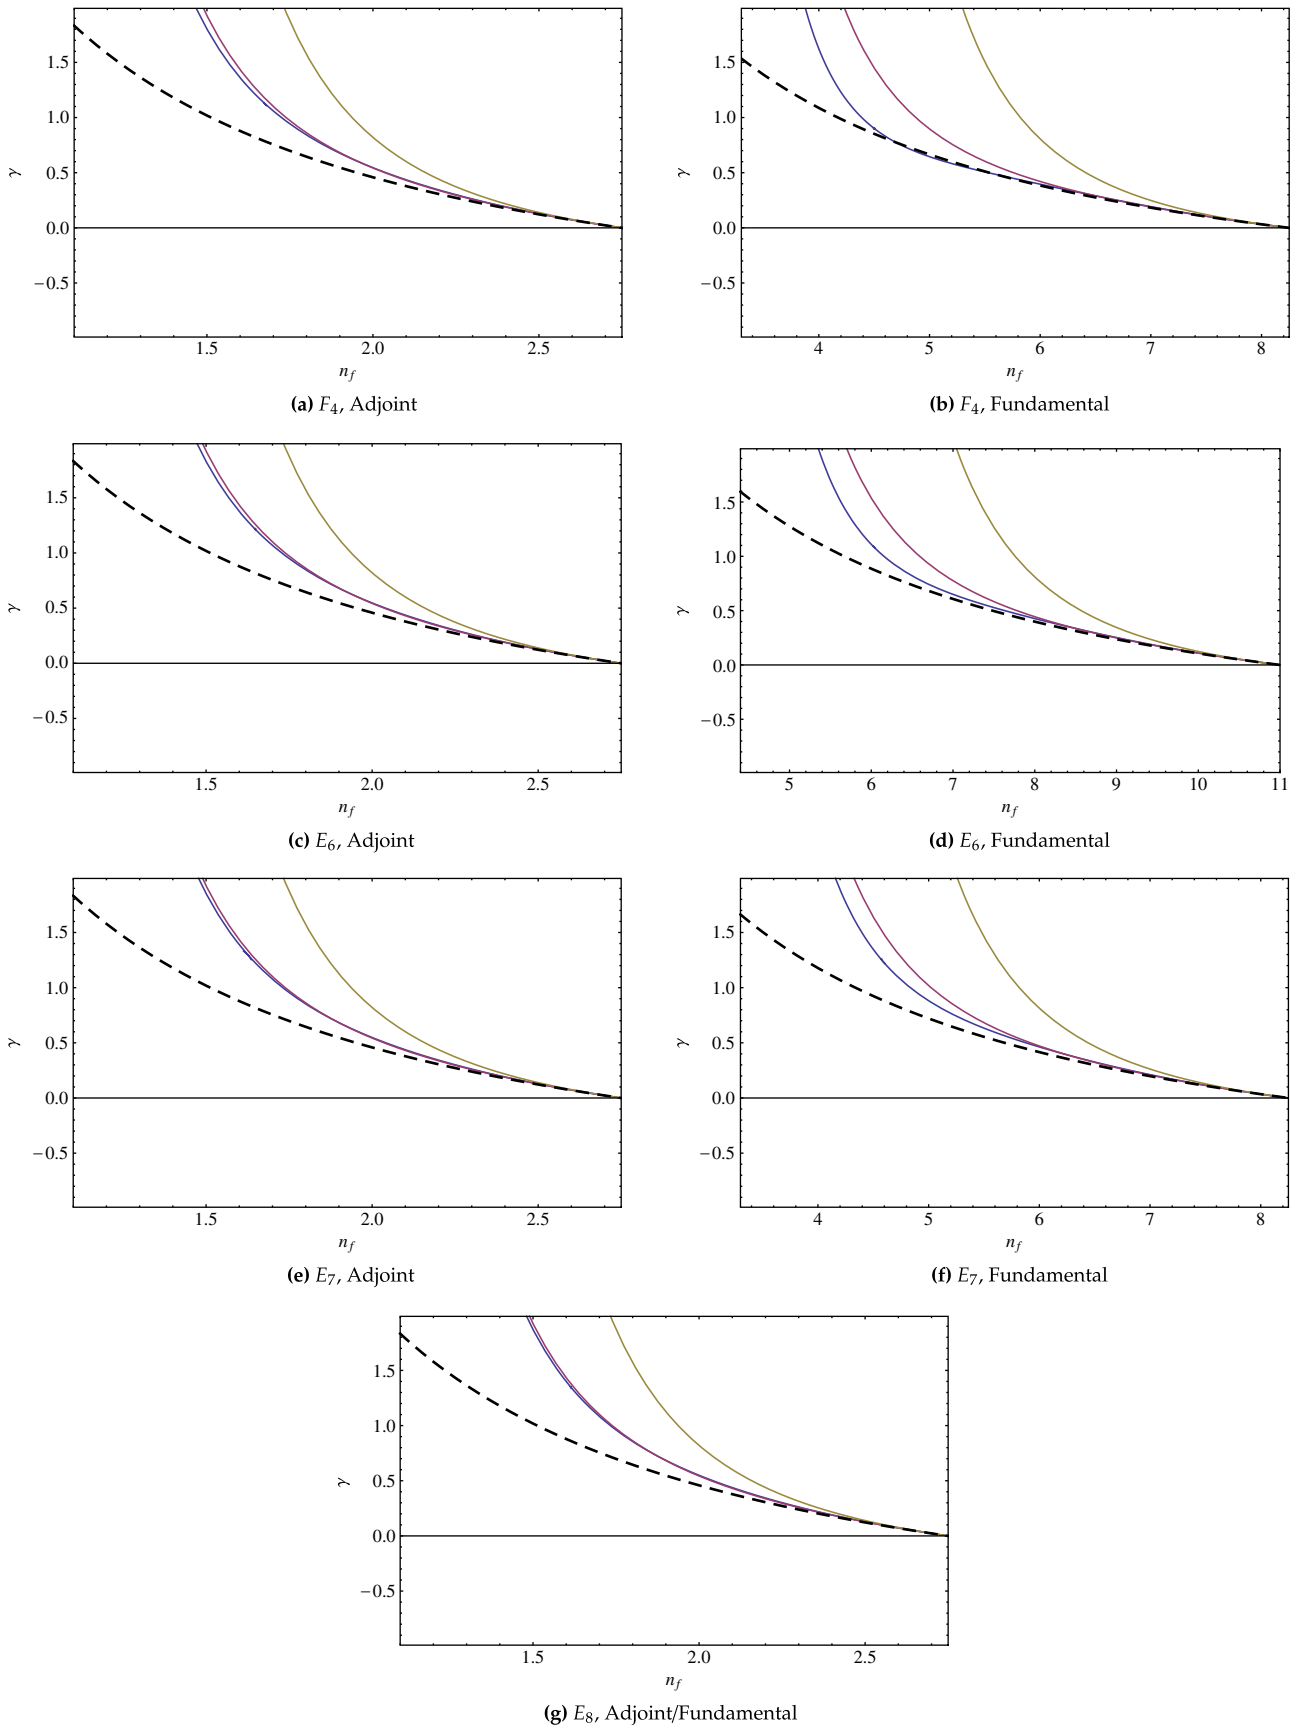 1.5
1.0
0.5
0.0
−0.5
γ
1.5 2.0 2.5
n_f
(a) F4, Adjoint
1.5
1.0
0.5
0.0
−0.5
γ
4 5 6 7 8
n_f
(b) F4, Fundamental
1.5
1.0
0.5
0.0
−0.5
γ
1.5 2.0 2.5
n_f
(c) E6, Adjoint
1.5
1.0
0.5
0.0
−0.5
γ
5 6 7 8 9 10 11
n_f
(d) E6, Fundamental
1.5
1.0
0.5
0.0
−0.5
γ
1.5 2.0 2.5
n_f
(e) E7, Adjoint
1.5
1.0
0.5
0.0
−0.5
γ
4 5 6 7 8
n_f
(f) E7, Fundamental
1.5
1.0
0.5
0.0
−0.5
γ
1.5 2.0 2.5
n_f
(g) E8, Adjoint/Fundamental